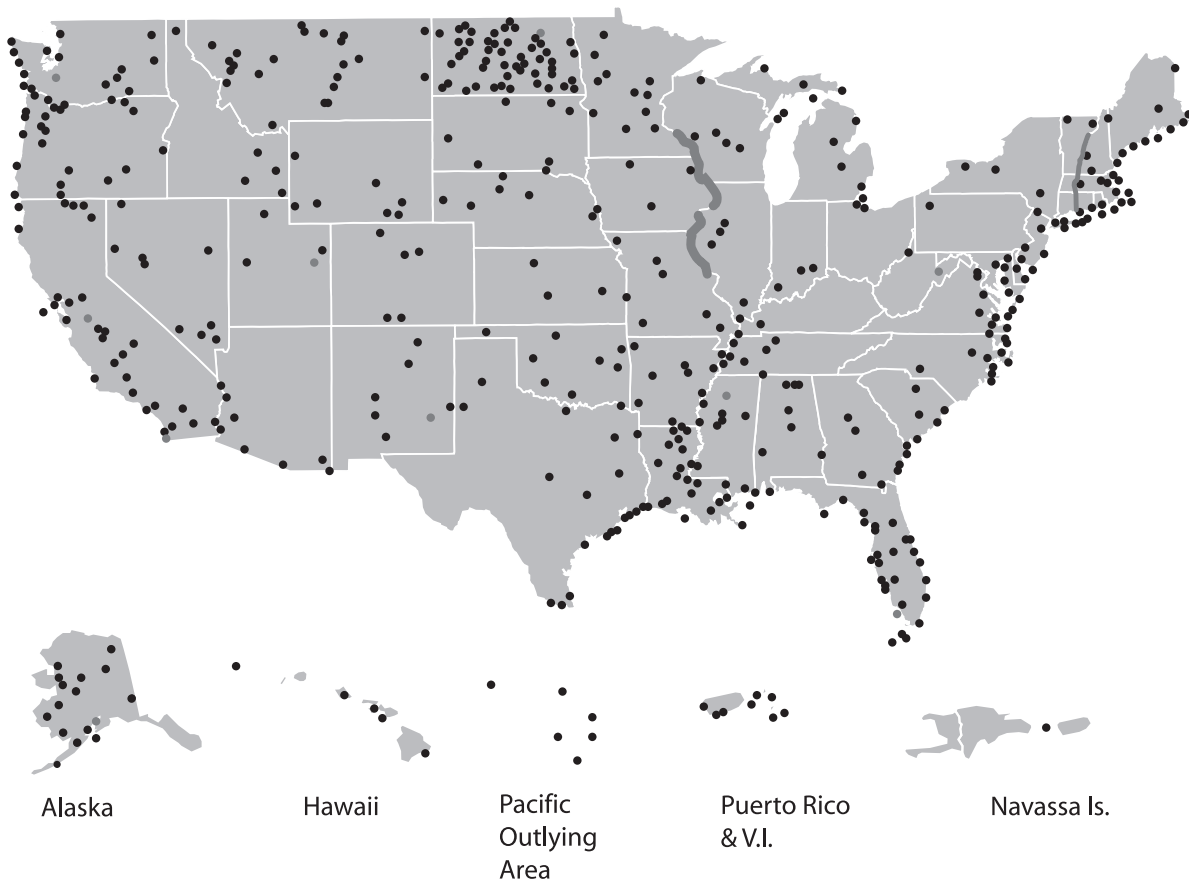 Alaska
Hawaii
Pacific
Outlying
Area
Puerto Rico
& V.I.
Navassa Is.